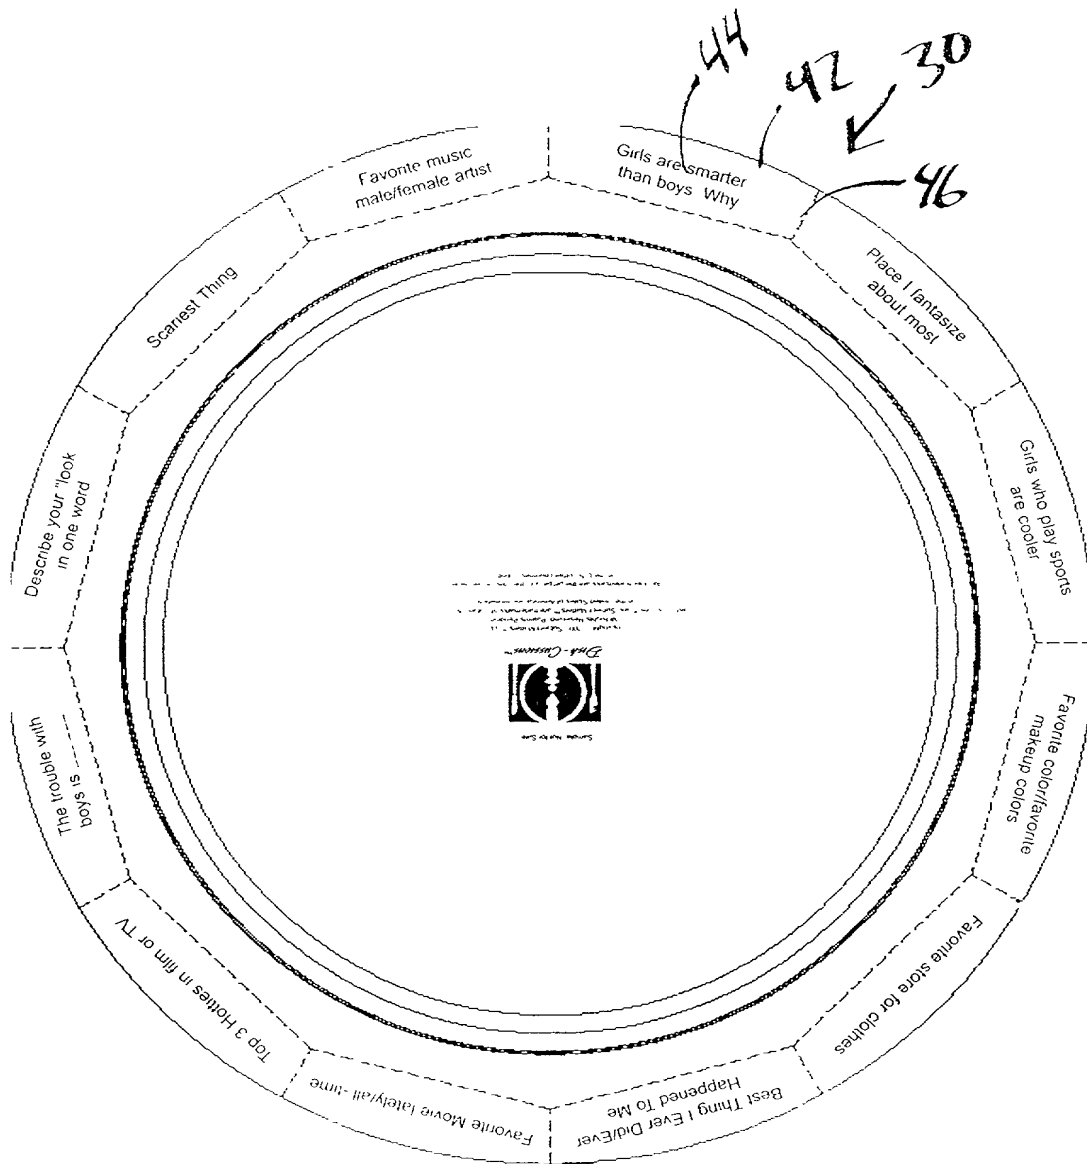 44
42
30
46
Girls are smarter
than boys Why
Place I fantasize
about most
Girls who play sports
are cooler
Favorite color/favorite
makeup colors
Favorite store for clothes
Best Thing I Ever Did/Ever
Happened To Me
Favorite Movie lately/all-time
Top 3 Hotties in film or TV
The trouble with
boys is ________
Describe your "look
in one word
Scariest Thing
Favorite music
male/female artist
Dish-Cussions™